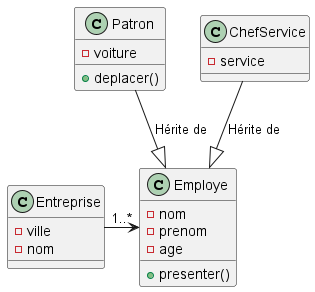 C Patron
voiture
deplacer()
C ChefService
service
Hérite de
Hérite de
C Entreprise
ville
nom
1..*
C Employe
nom
prenom
age
presenter()